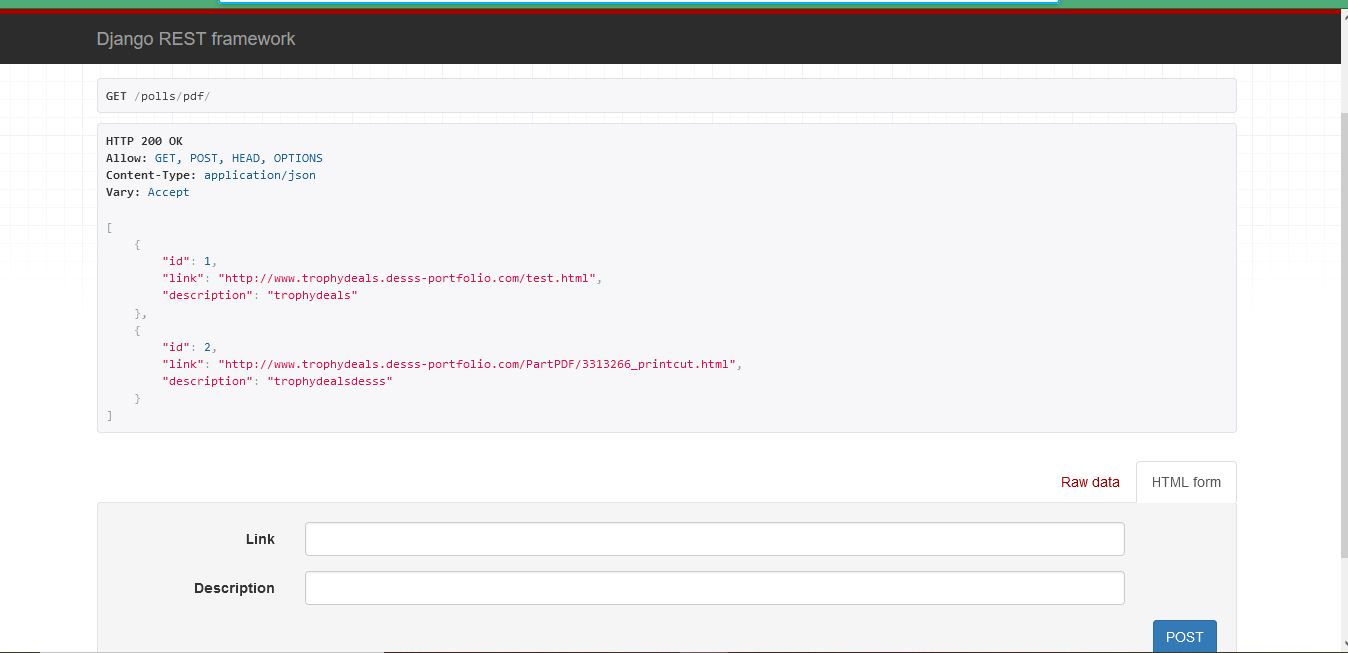 Django REST framework
GET /polls/pdf/
HTTP 200 OK
Allow: GET, POST, HEAD, OPTIONS
Content-Type: application/json
Vary: Accept
[
{
"id": 1,
"link": "http://www.trophydeals.desss-portfolio.com/test.html",
"description": "trophydeals"
},
{
"id": 2,
"link": "http://www.trophydeals.desss-portfolio.com/PartPDF/3313266_printcut.html",
"description": "trophydealsdesss"
}
]
Raw data HTML form
Link
Description
POST